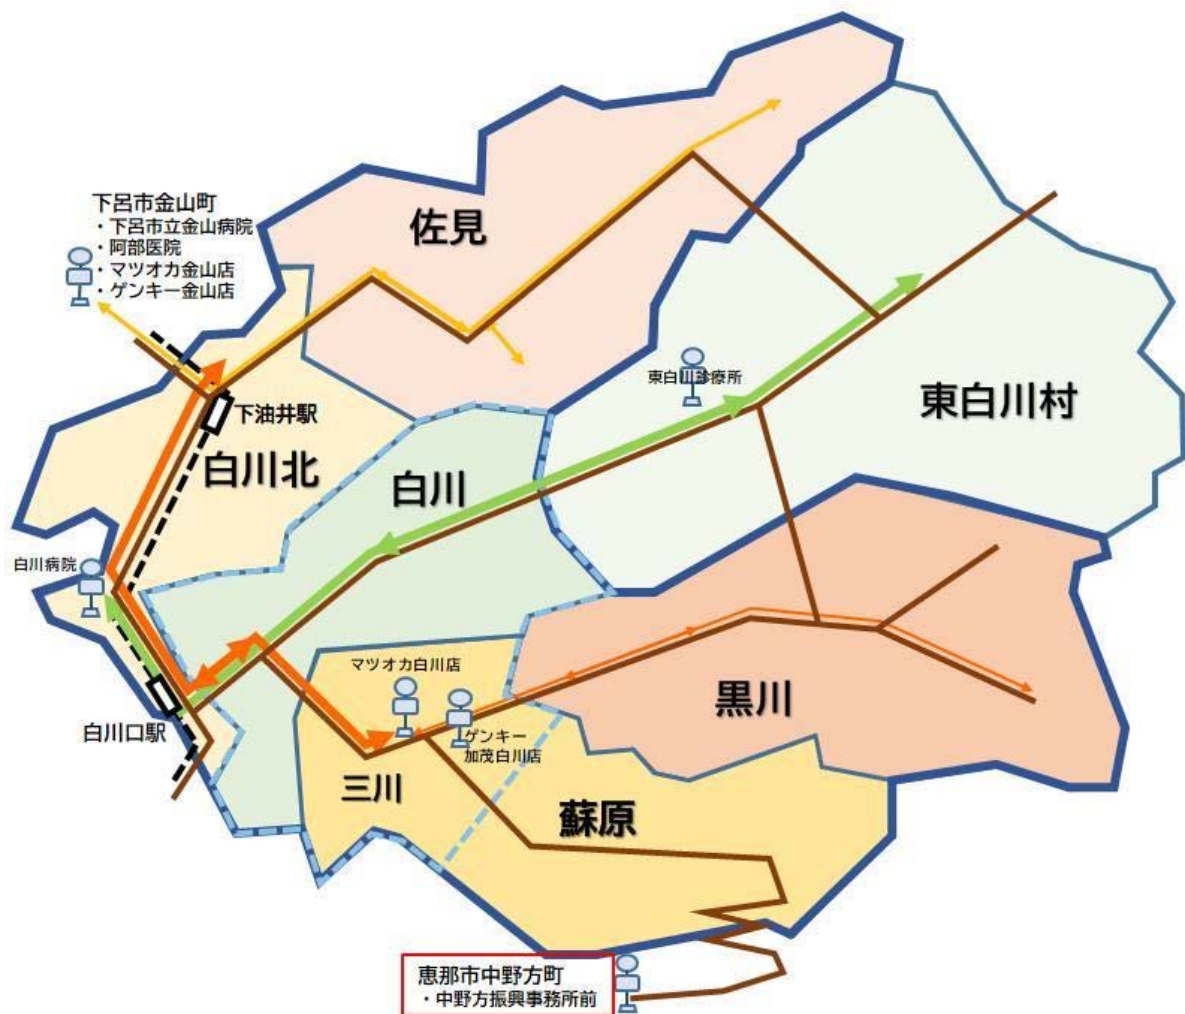 下呂市金山町
・下呂市立金山病院
・阿部医院
・マツオカ金山店
・ゲンキー金山店
佐見
東白川診療所
東白川村
下油井駅
白川北
白川
白川病院
マツオカ白川店
黒川
白川口駅
ゲンキー
加茂白川店
三川
蘇原
恵那市中野方町
・中野方振興事務所前